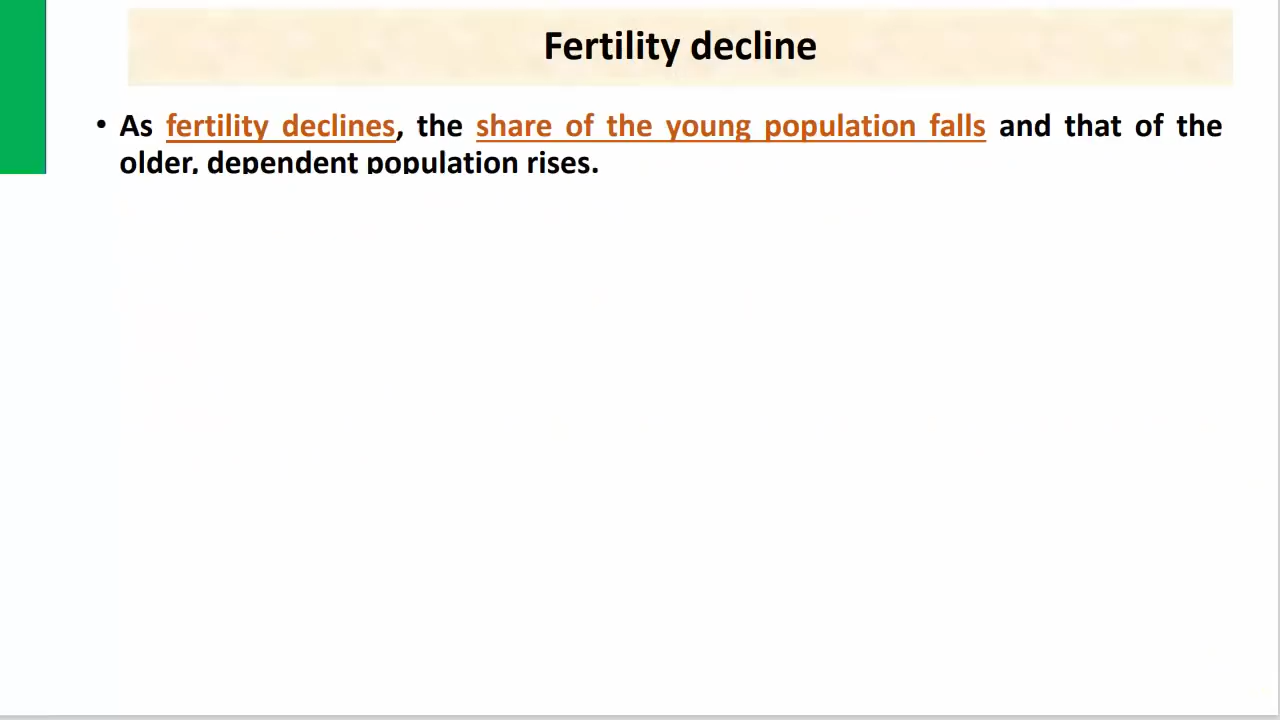 Fertility decline
• As fertility declines, the share of the young population falls and that of the
older, dependent population rises.